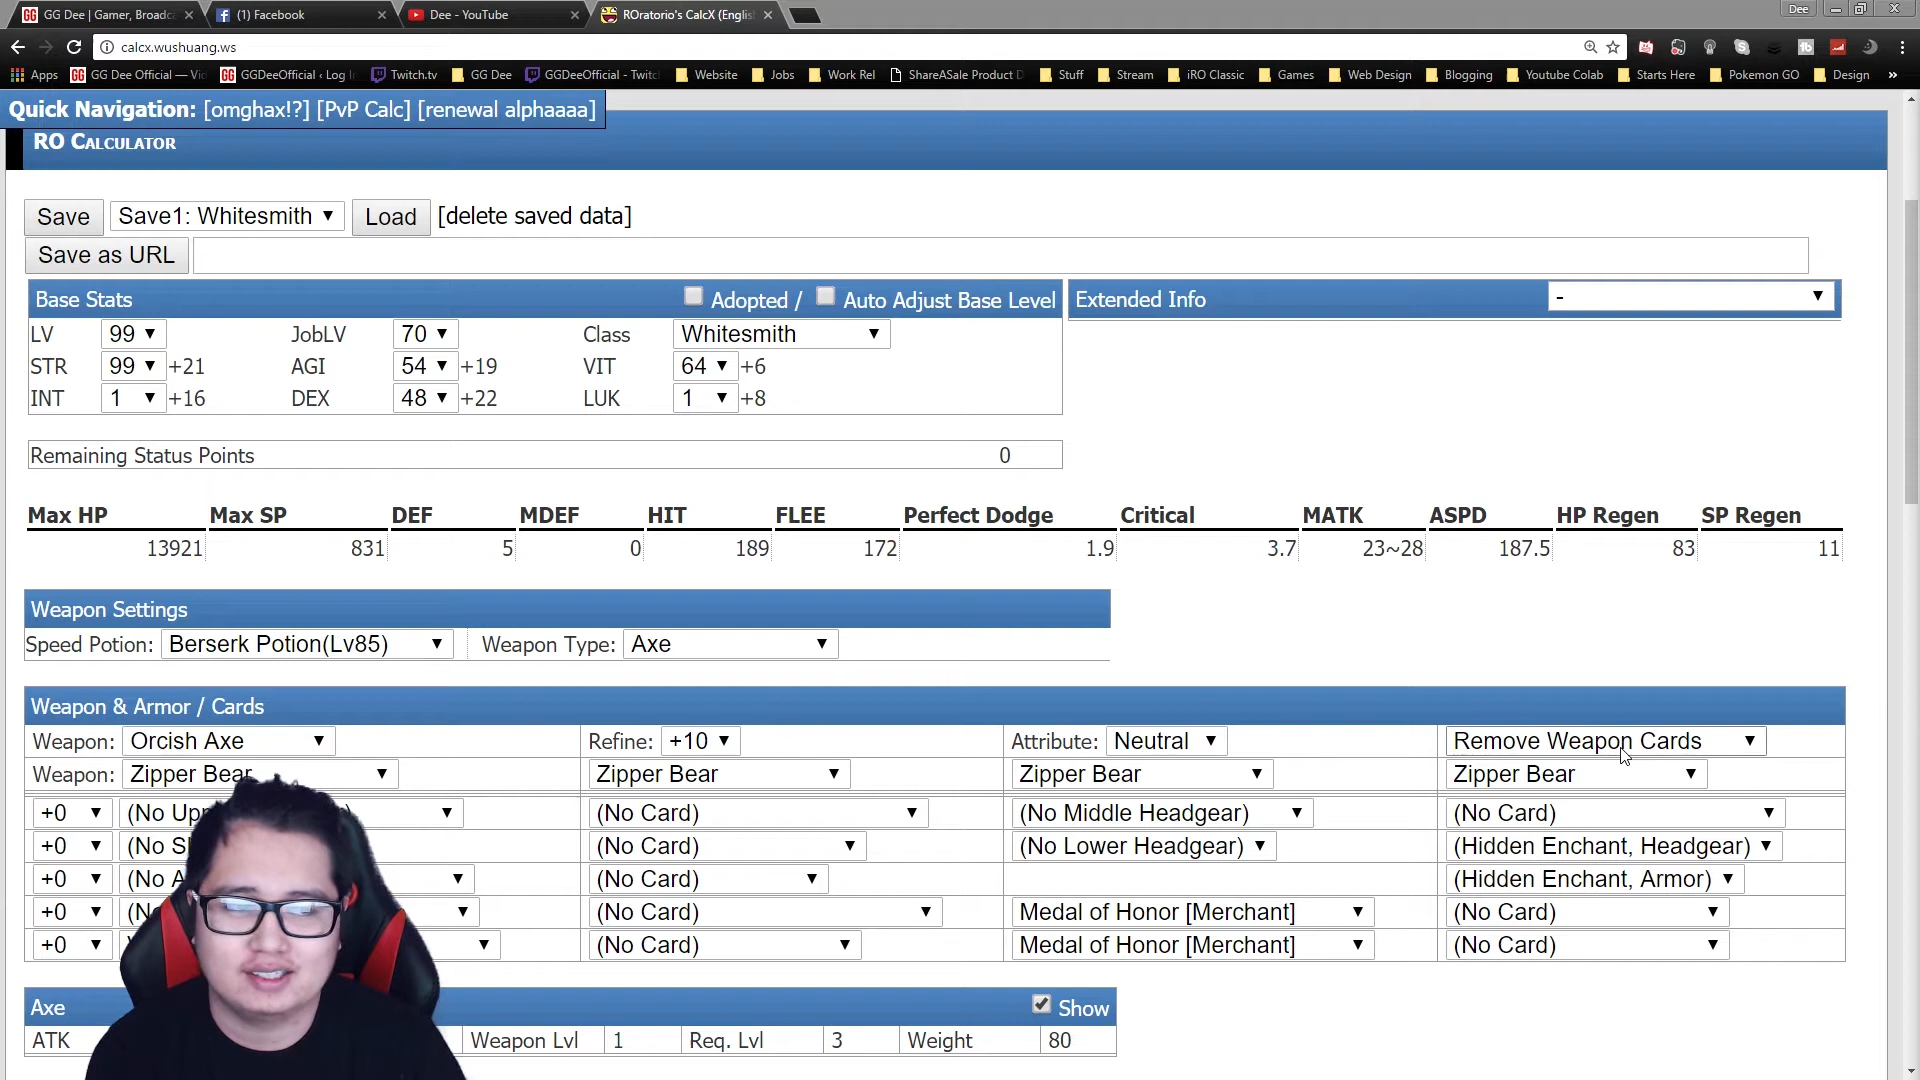 GG Dee | Gamer, Broadca
(1) Facebook
Dee - YouTube
ROratorio's CalcX (Englis
Dee
calcx.wushuang.ws
Apps
GG Dee Official — Vi
GGDeeOfficial ‹ Log I
Twitch.tv
GG Dee
GGDeeOfficial - Twitc
Website
Jobs
Work Rel
ShareASale Product D
Stuff
Stream
iRO Classic
Games
Web Design
Blogging
Youtube Colab
Starts Here
Pokemon GO
Design
»
Quick Navigation: [omghax!?] [PvP Calc] [renewal alphaaaa]
RO Calculator
Save Save1: Whitesmith Load [delete saved data]
Save as URL
Base Stats Adopted / Auto Adjust Base Level Extended Info -
LV 99 JobLV 70 Class Whitesmith
STR 99 +21 AGI 54 +19 VIT 64 +6
INT 1 +16 DEX 48 +22 LUK 1 +8
Remaining Status Points 0
Max HP Max SP DEF MDEF HIT FLEE Perfect Dodge Critical MATK ASPD HP Regen SP Regen
13921 831 5 0 189 172 1.9 3.7 23~28 187.5 83 11
Weapon Settings
Speed Potion: Berserk Potion(Lv85) Weapon Type: Axe
Weapon & Armor / Cards
Weapon: Orcish Axe Refine: +10 Attribute: Neutral Remove Weapon Cards
Weapon: Zipper Bear Zipper Bear Zipper Bear Zipper Bear
+0 (No Up (No Card) (No Middle Headgear) (No Card)
+0 (No S (No Card) (No Lower Headgear) (Hidden Enchant, Headgear)
+0 (No A (No Card) (Hidden Enchant, Armor)
+0 (N (No Card) Medal of Honor [Merchant] (No Card)
+0 (No Card) Medal of Honor [Merchant] (No Card)
Axe Show
ATK Weapon Lvl 1 Req. Lvl 3 Weight 80